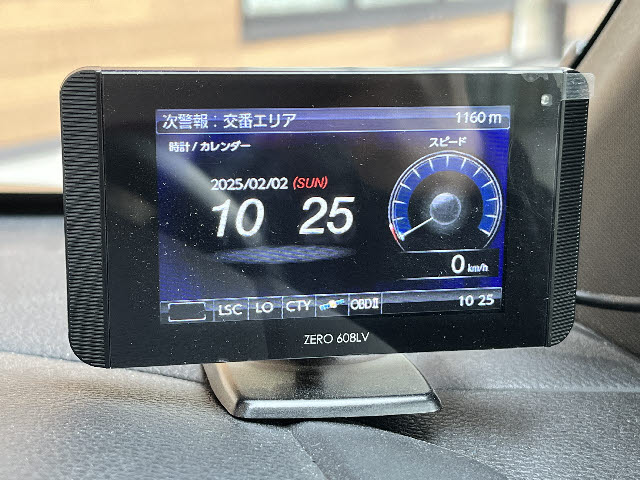 次警報：交番エリア 1160 m
時計 / カレンダー スピード
2025/02/02 (SUN)
10 25
0 km/h
LSC LO CTY OBDⅡ 10 25
ZERO 608LV